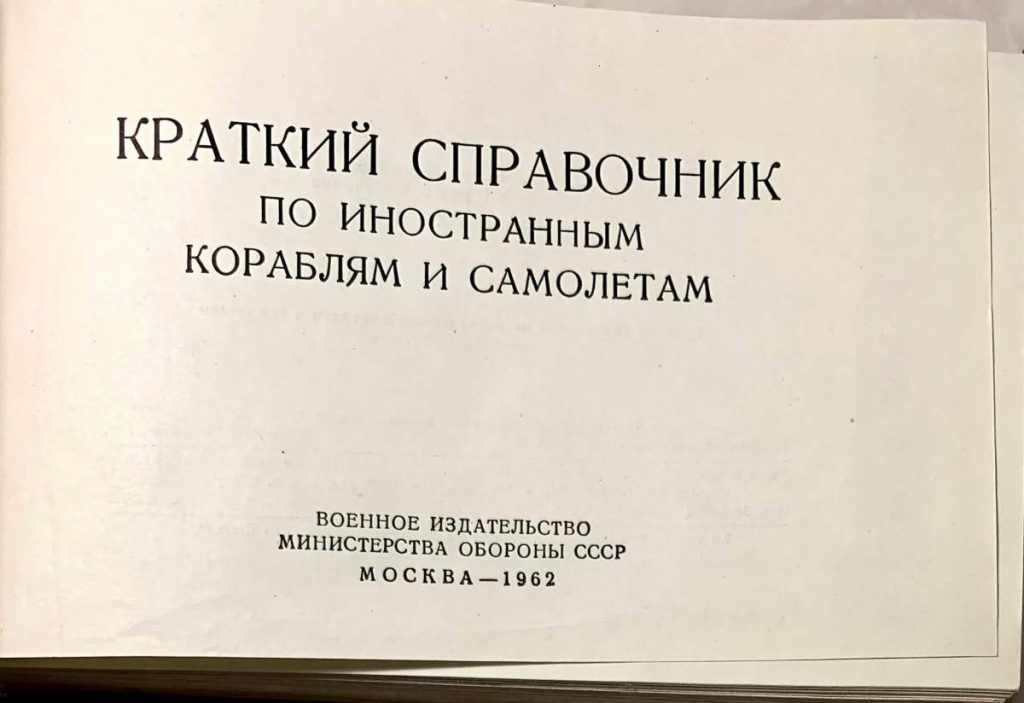 КРАТКИЙ СПРАВОЧНИК
ПО ИНОСТРАННЫМ
КОРАБЛЯМ И САМОЛЕТАМ
ВОЕННОЕ ИЗДАТЕЛЬСТВО
МИНИСТЕРСТВА ОБОРОНЫ СССР
МОСКВА—1962